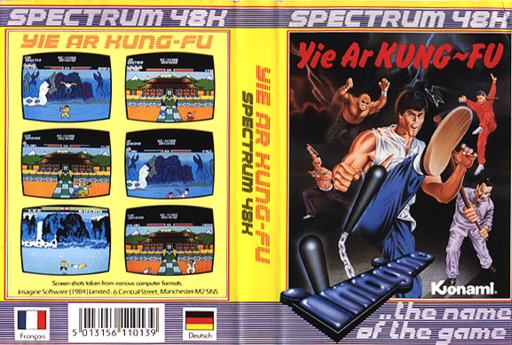 SPECTRUM 48K
YIE AR KUNG-FU
Screen shots taken from various computer formats.
Imagine Software (1984) Limited . 6 Central Street, Manchester M2 5NS.
Français
5 013156 110139
Deutsch
YIE AR KUNG-FU
SPECTRUM 48K
SPECTRUM 48K
Yie Ar KUNG~FU
Imagine
Konami
...the name
of the game